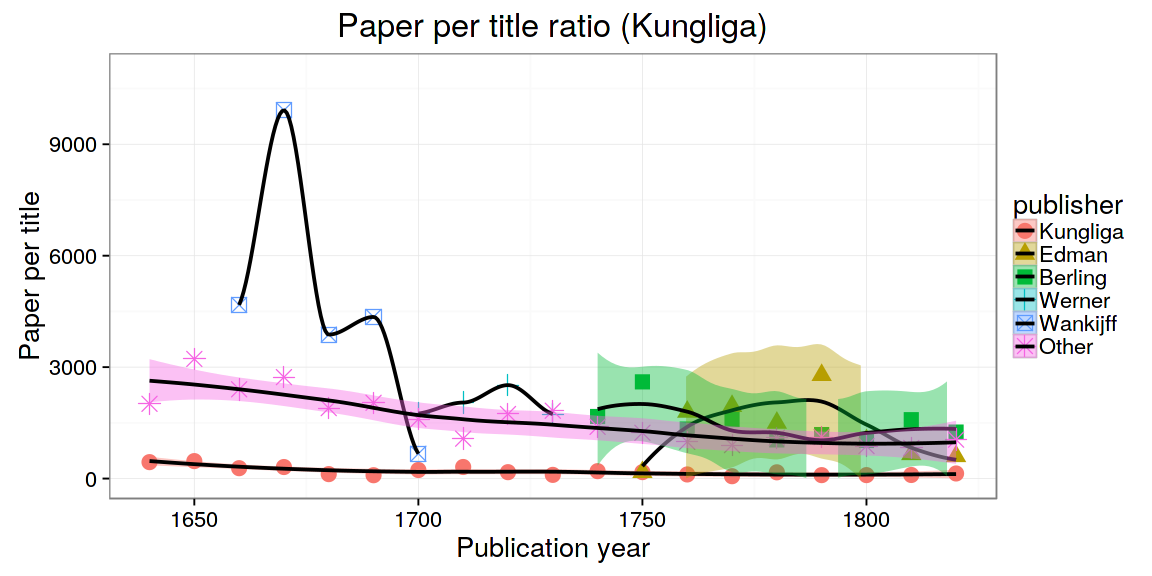 Paper per title ratio (Kungliga)
Paper per title
9000
6000
3000
0
1650
1700
1750
1800
Publication year
publisher
Kungliga
Edman
Berling
Werner
Wankijff
Other